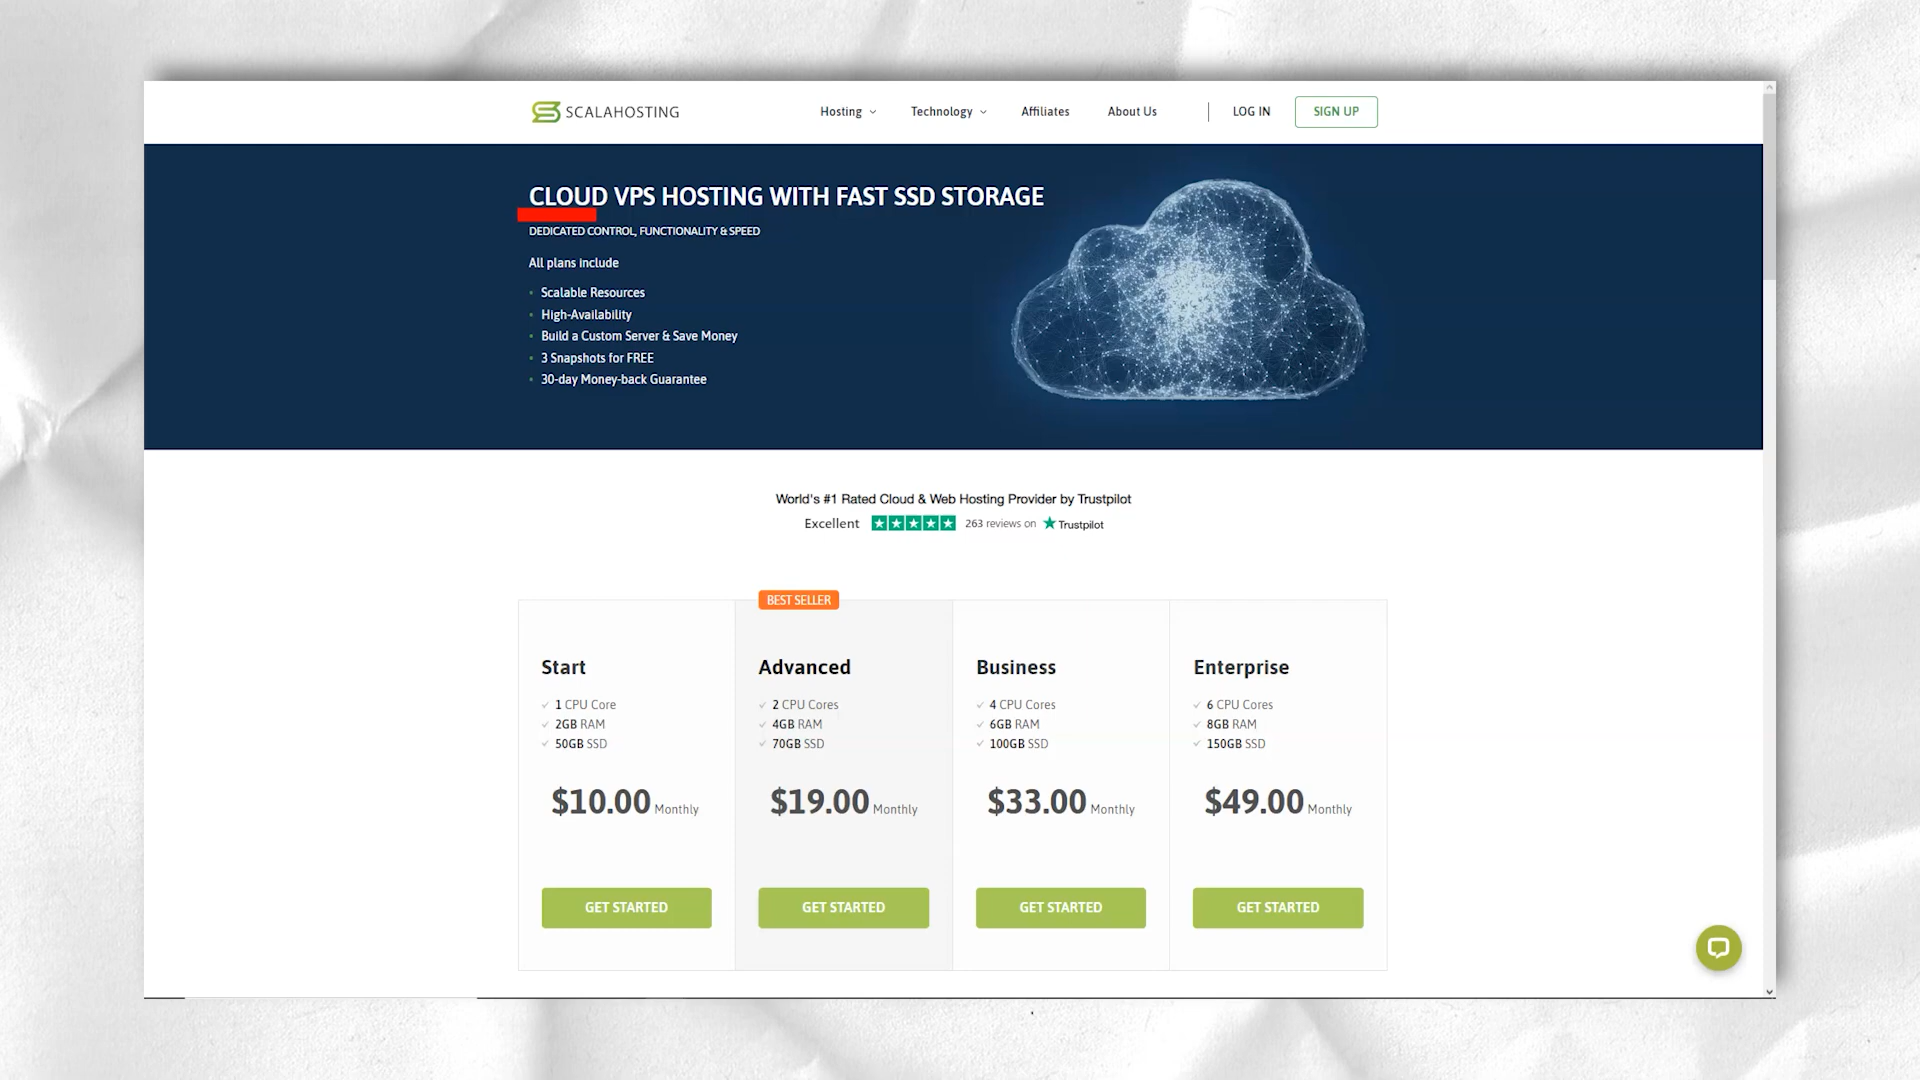 SCALAHOSTING
Hosting
Technology
Affiliates
About Us
LOG IN
SIGN UP
CLOUD VPS HOSTING WITH FAST SSD STORAGE
DEDICATED CONTROL, FUNCTIONALITY & SPEED
All plans include
Scalable Resources
High-Availability
Build a Custom Server & Save Money
3 Snapshots for FREE
30-day Money-back Guarantee
World's #1 Rated Cloud & Web Hosting Provider by Trustpilot
Excellent 263 reviews on Trustpilot
Start
1 CPU Core
2GB RAM
50GB SSD
$10.00 Monthly
GET STARTED
BEST SELLER
Advanced
2 CPU Cores
4GB RAM
70GB SSD
$19.00 Monthly
GET STARTED
Business
4 CPU Cores
6GB RAM
100GB SSD
$33.00 Monthly
GET STARTED
Enterprise
6 CPU Cores
8GB RAM
150GB SSD
$49.00 Monthly
GET STARTED